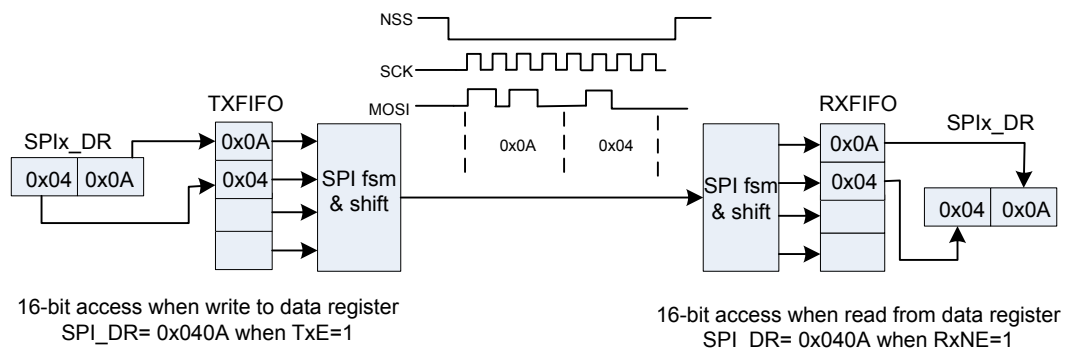 NSS
SCK
MOSI
TXFIFO
RXFIFO
SPIx_DR
0x04 0x0A
0x0A
0x04
SPI fsm
& shift
0x0A
0x04
SPI fsm
& shift
0x0A
0x04
SPIx_DR
0x04 0x0A
16-bit access when write to data register
SPI_DR= 0x040A when TxE=1
16-bit access when read from data register
SPI_DR= 0x040A when RxNE=1